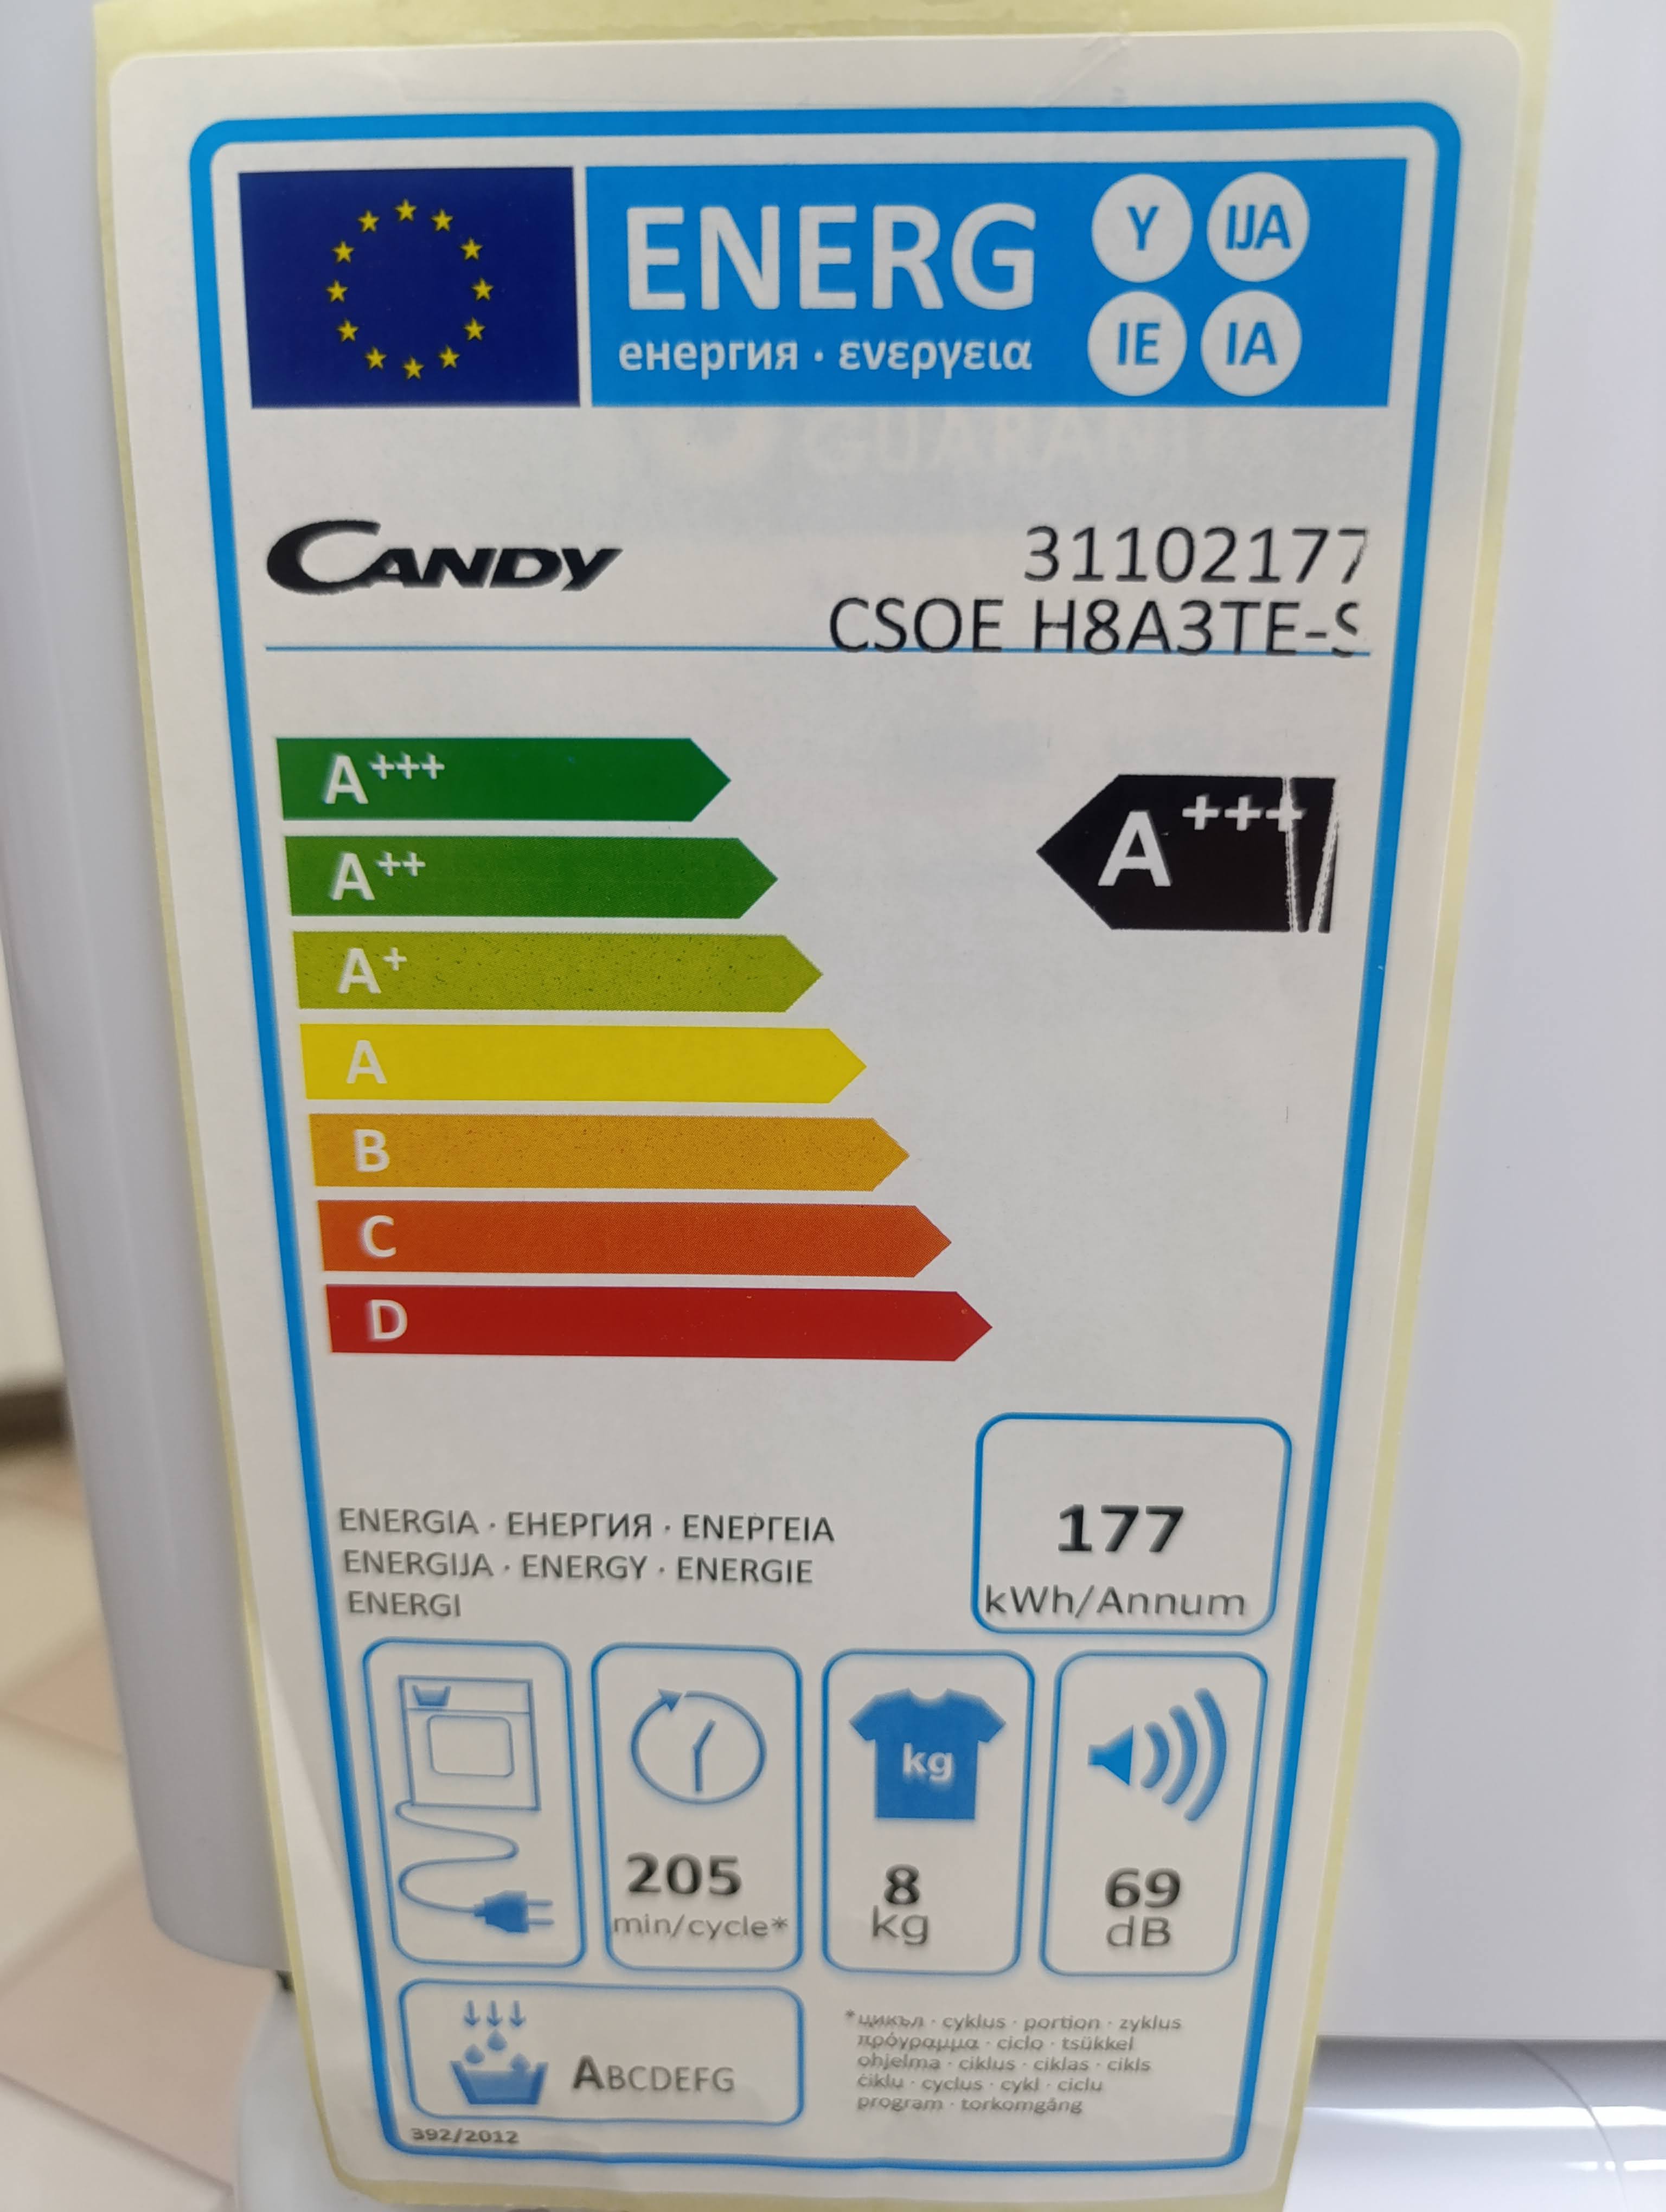 ENERG Y IJA
енергия · ενεργεια IE IA
CANDY 31102177
CSOE H8A3TE-S
A+++
A+++
A++
A+
A
B
C
D
177
kWh/Annum
ENERGIA · ЕНЕРГИЯ · ΕΝΕΡΓΕΙΑ
ENERGIJA · ENERGY · ENERGIE
ENERGI
kg
205
min/cycle*
8
kg
69
dB
ABCDEFG
*цикъл · cyklus · portion · zyklus
πρόγραμμα · ciclo · tsükkel
ohjelma · ciklus · ciklas · cikls
ċiklu · cyclus · cykl · ciclu
program · torkomgång
392/2012